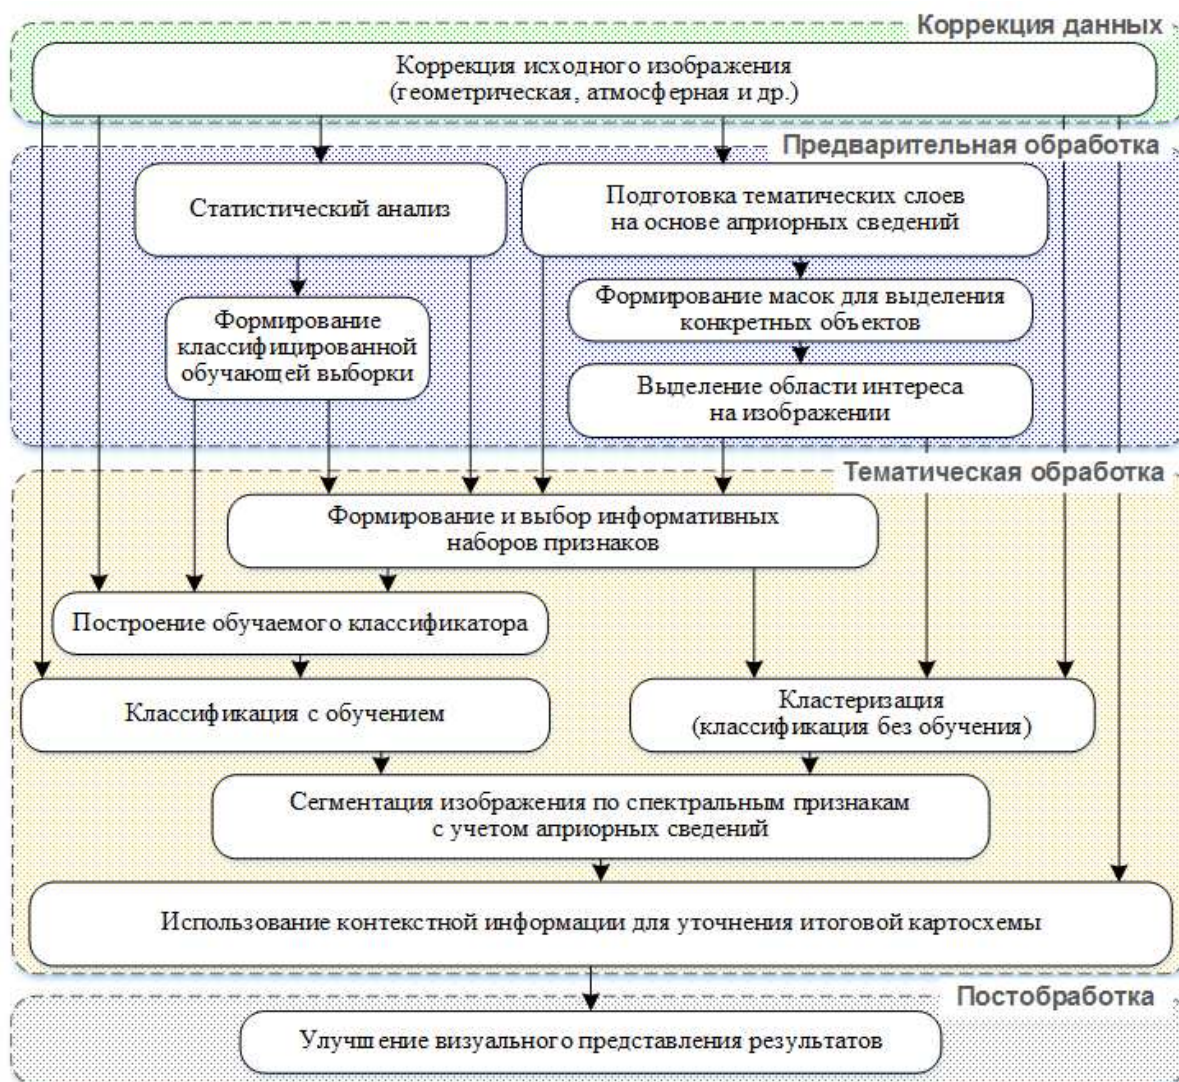 Коррекция данных
Коррекция исходного изображения
(геометрическая, атмосферная и др.)
Предварительная обработка
Статистический анализ
Подготовка тематических слоев
на основе априорных сведений
Формирование масок для выделения
конкретных объектов
Формирование
классифицированной
обучающей выборки
Выделение области интереса
на изображении
Тематическая обработка
Формирование и выбор информативных
наборов признаков
Построение обучаемого классификатора
Классификация с обучением
Кластеризация
(классификация без обучения)
Сегментация изображения по спектральным признакам
с учетом априорных сведений
Использование контекстной информации для уточнения итоговой картосхемы
Постобработка
Улучшение визуального представления результатов